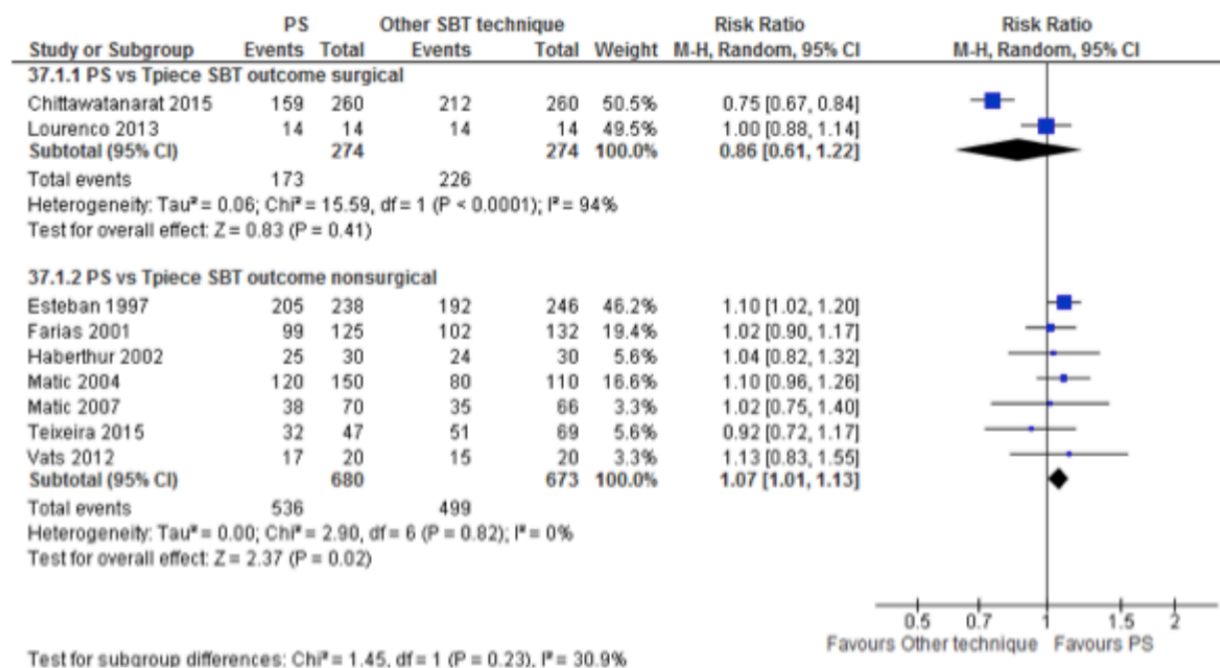 PS Other SBT technique Risk Ratio Risk Ratio
Study or Subgroup Events Total Events Total Weight M-H, Random, 95% CI M-H, Random, 95% CI
37.1.1 PS vs Tpiece SBT outcome surgical
Chittawatanarat 2015 159 260 212 260 50.5% 0.75 [0.67, 0.84]
Lourenco 2013 14 14 14 14 49.5% 1.00 [0.88, 1.14]
Subtotal (95% CI) 274 274 100.0% 0.86 [0.61, 1.22]
Total events 173 226
Heterogeneity: Tau² = 0.06; Chi² = 15.59, df = 1 (P < 0.0001); I² = 94%
Test for overall effect: Z = 0.83 (P = 0.41)
37.1.2 PS vs Tpiece SBT outcome nonsurgical
Esteban 1997 205 238 192 246 46.2% 1.10 [1.02, 1.20]
Farias 2001 99 125 102 132 19.4% 1.02 [0.90, 1.17]
Haberthur 2002 25 30 24 30 5.6% 1.04 [0.82, 1.32]
Matic 2004 120 150 80 110 16.6% 1.10 [0.96, 1.26]
Matic 2007 38 70 35 66 3.3% 1.02 [0.75, 1.40]
Teixeira 2015 32 47 51 69 5.6% 0.92 [0.72, 1.17]
Vats 2012 17 20 15 20 3.3% 1.13 [0.83, 1.55]
Subtotal (95% CI) 680 673 100.0% 1.07 [1.01, 1.13]
Total events 536 499
Heterogeneity: Tau² = 0.00; Chi² = 2.90, df = 6 (P = 0.82); I² = 0%
Test for overall effect: Z = 2.37 (P = 0.02)
0.5 0.7 1 1.5 2
Favours Other technique Favours PS
Test for subgroup differences: Chi² = 1.45, df = 1 (P = 0.23), I² = 30.9%